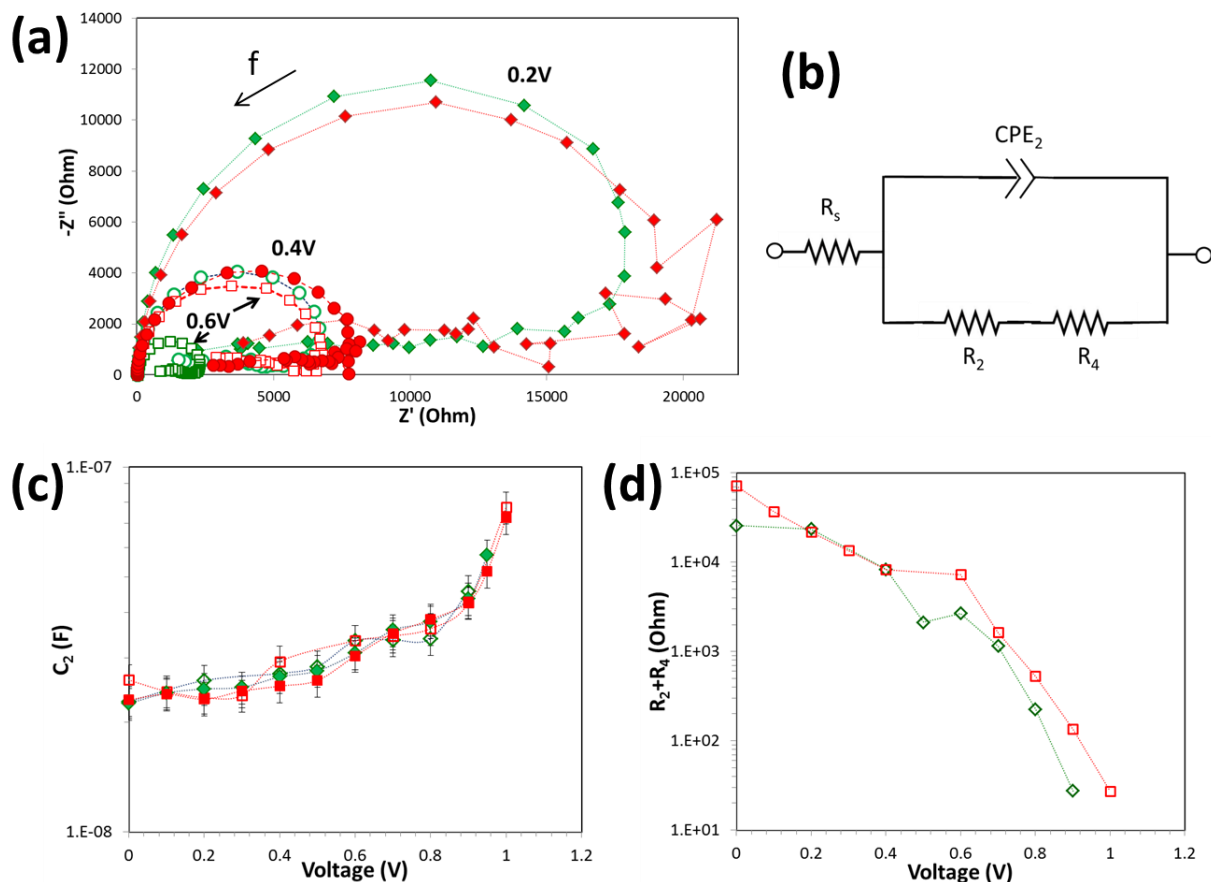 (a)
14000
12000
10000
8000
6000
4000
2000
0
-Z" (Ohm)
f
0.2V
0.4V
0.6V
0 5000 10000 15000 20000
Z' (Ohm)
(b)
CPE2
Rs
R2 R4
(c)
1.E-07
1.E-08
C2 (F)
0 0.2 0.4 0.6 0.8 1 1.2
Voltage (V)
(d)
1.E+05
1.E+04
1.E+03
1.E+02
1.E+01
R2+R4 (Ohm)
0 0.2 0.4 0.6 0.8 1 1.2
Voltage (V)